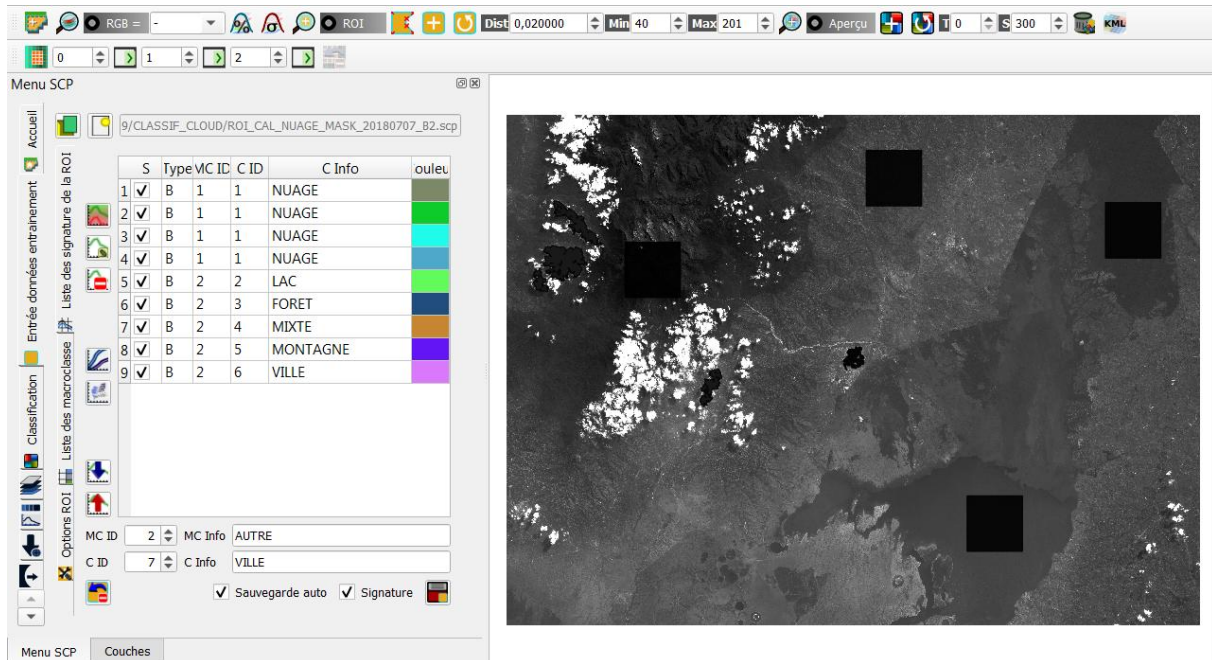 RGB = - ROI Dist 0,020000 Min 40 Max 201 Aperçu T 0 S 300 KML
0 1 2
Menu SCP
9/CLASSIF_CLOUD/ROI_CAL_NUAGE_MASK_20180707_B2.scp
Accueil
Entrée données entrainement
Classification
Liste des signature de la ROI
Liste des macroclasse
Options ROI
S Type MC ID C ID C Info ouleu
1 B 1 1 NUAGE
2 B 1 1 NUAGE
3 B 1 1 NUAGE
4 B 1 1 NUAGE
5 B 2 2 LAC
6 B 2 3 FORET
7 B 2 4 MIXTE
8 B 2 5 MONTAGNE
9 B 2 6 VILLE
MC ID 2 MC Info AUTRE
C ID 7 C Info VILLE
Sauvegarde auto Signature
Menu SCP Couches